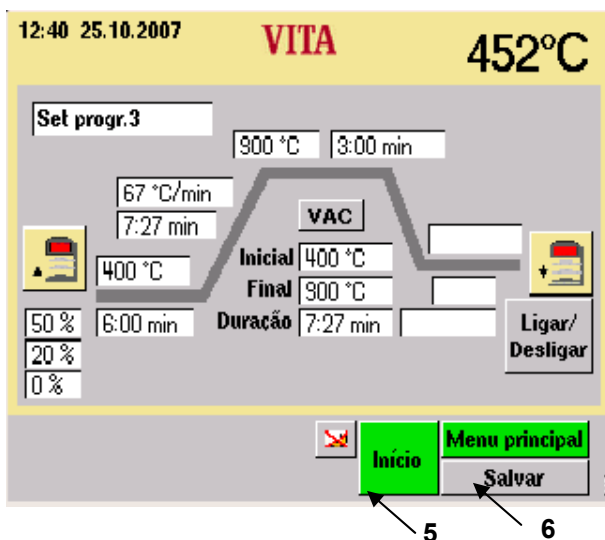 12:40 25.10.2007
VITA
452°C
Set progr.3
900 °C
3:00 min
67 °C/min
7:27 min
VAC
400 °C
Inicial 400 °C
Final 900 °C
50 %
6:00 min
Duração 7:27 min
20 %
0 %
Ligar/
Desligar
Início
Menu principal
Salvar
5
6